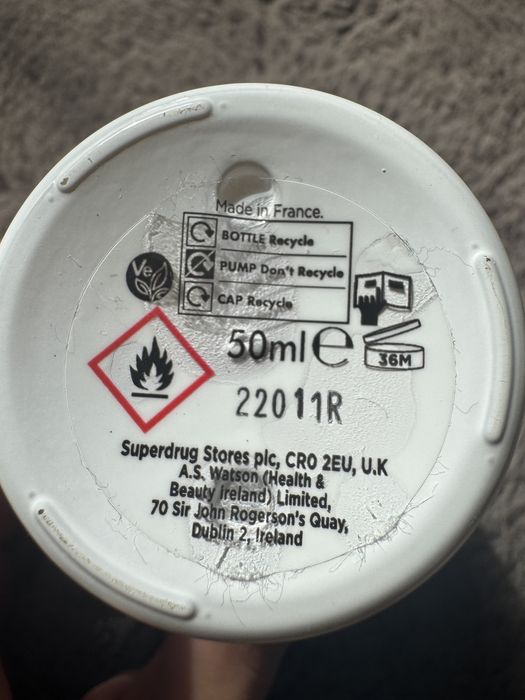 Made in France.
BOTTLE Recycle
PUMP Don't Recycle
CAP Recycle
Ve
50ml e
36M
22011R
Superdrug Stores plc, CR0 2EU, U.K
A.S. Watson (Health &
Beauty Ireland) Limited,
70 Sir John Rogerson's Quay,
Dublin 2, Ireland